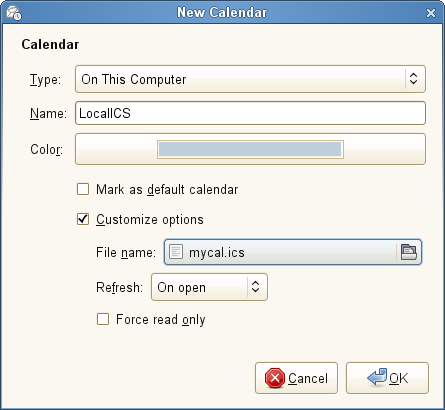 New Calendar
Calendar
Type: On This Computer
Name: LocalICS
Color:
Mark as default calendar
Customize options
File name: mycal.ics
Refresh: On open
Force read only
Cancel OK